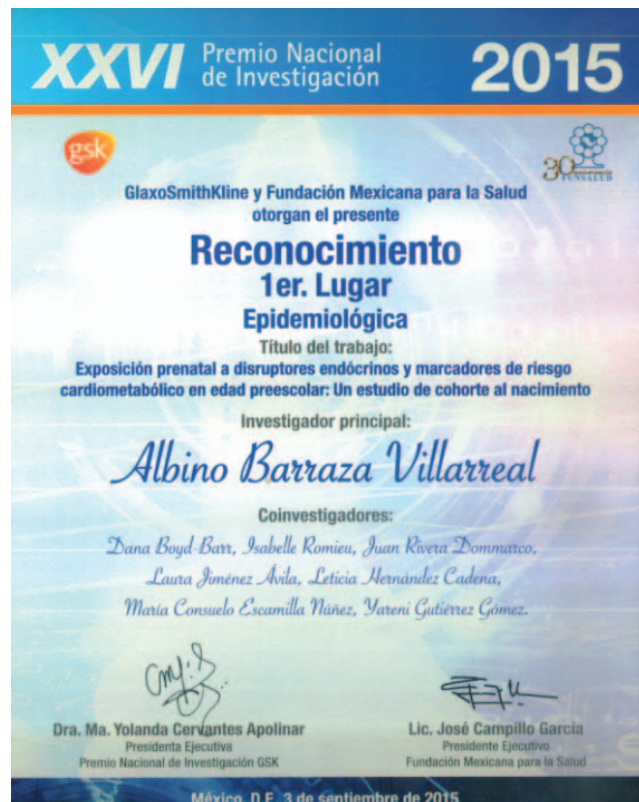 XXVI Premio Nacional
de Investigación
2015
gsk
30
FUNSALUD
GlaxoSmithKline y Fundación Mexicana para la Salud
otorgan el presente
Reconocimiento
1er. Lugar
Epidemiológica
Título del trabajo:
Exposición prenatal a disruptores endócrinos y marcadores de riesgo
cardiometabólico en edad preescolar: Un estudio de cohorte al nacimiento
Investigador principal:
Albino Barraza Villarreal
Coinvestigadores:
Dana Boyd-Barr, Isabelle Romieu, Juan Rivera Dommarco,
Laura Jiménez Ávila, Leticia Hernández Cadena,
María Consuelo Escamilla Núñez, Yareni Gutiérrez Gómez.
Dra. Ma. Yolanda Cervantes Apolinar
Presidenta Ejecutiva
Premio Nacional de Investigación GSK
Lic. José Campillo García
Presidente Ejecutivo
Fundación Mexicana para la Salud
México, D.F. 3 de septiembre de 2015